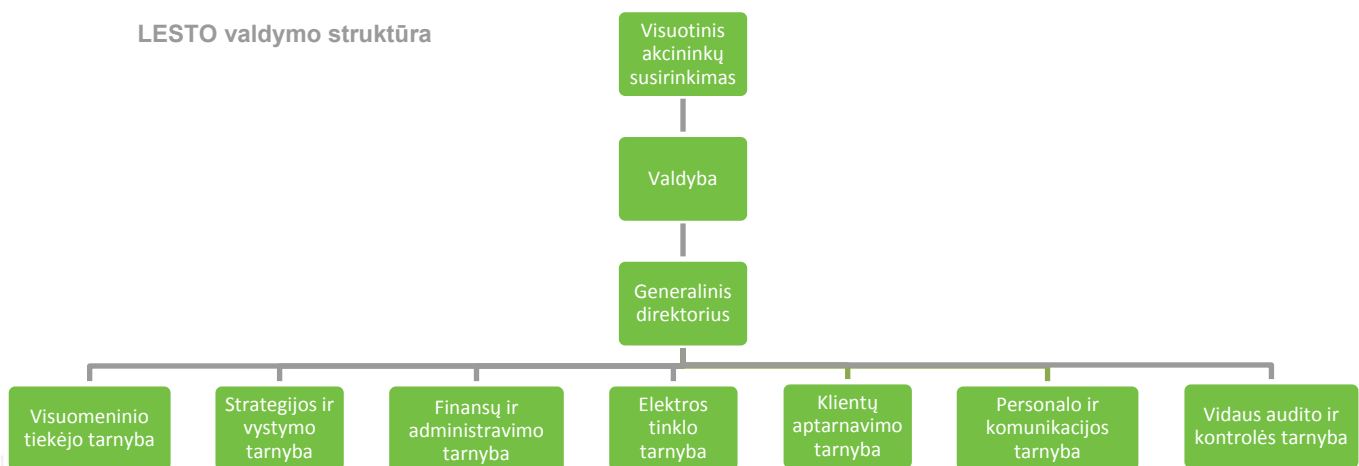 LESTO valdymo struktūra
Visuotinis
akcininkų
susirinkimas
Valdyba
Generalinis
direktorius
Visuomeninio
tiekėjo tarnyba
Strategijos ir
vystymo
tarnyba
Finansų ir
administravimo
tarnyba
Elektros
tinklo
tarnyba
Klientų
aptarnavimo
tarnyba
Personalo ir
komunikacijos
tarnyba
Vidaus audito ir
kontrolės tarnyba